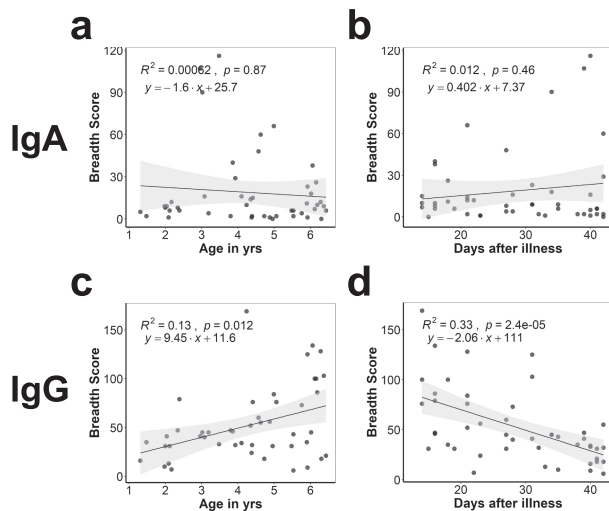 a
b
IgA
Breadth Score
120
90
60
30
0
R² = 0.00062 , p = 0.87
y = − 1.6 · x + 25.7
1 2 3 4 5 6
Age in yrs
Breadth Score
120
90
60
30
0
R² = 0.012 , p = 0.46
y = 0.402 · x + 7.37
20 30 40
Days after illness
c
d
IgG
Breadth Score
150
100
50
0
R² = 0.13 , p = 0.012
y = 9.45 · x + 11.6
1 2 3 4 5 6
Age in yrs
Breadth Score
150
100
50
0
R² = 0.33 , p = 2.4e-05
y = −2.06 · x + 111
20 30 40
Days after illness